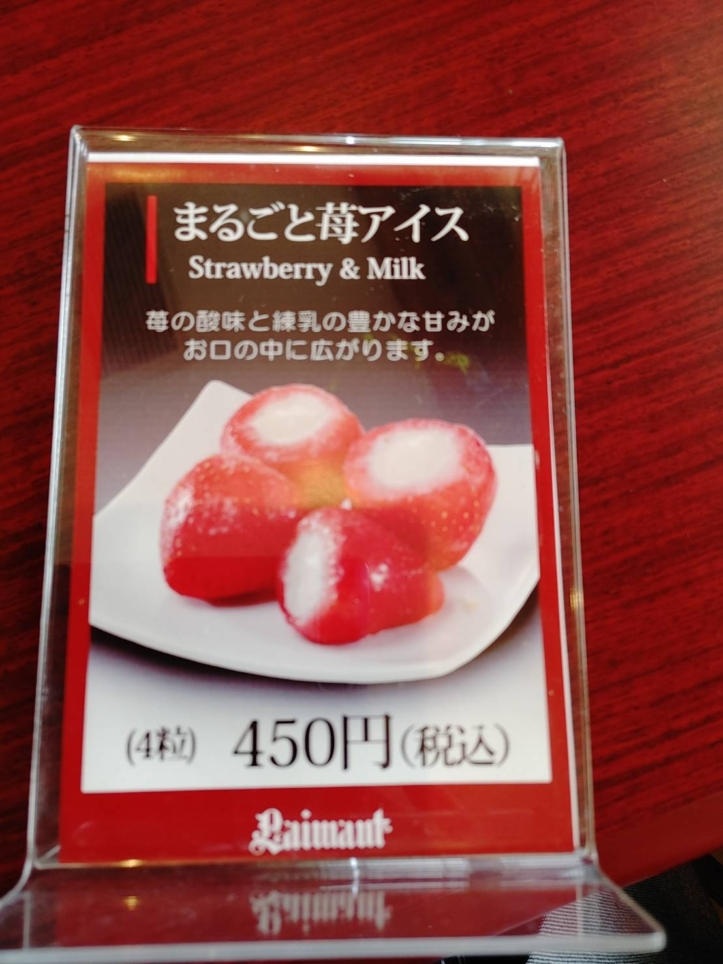 まるごと苺アイス
Strawberry & Milk
苺の酸味と練乳の豊かな甘みが
お口の中に広がります。
(4粒) 450円(税込)
Laimant